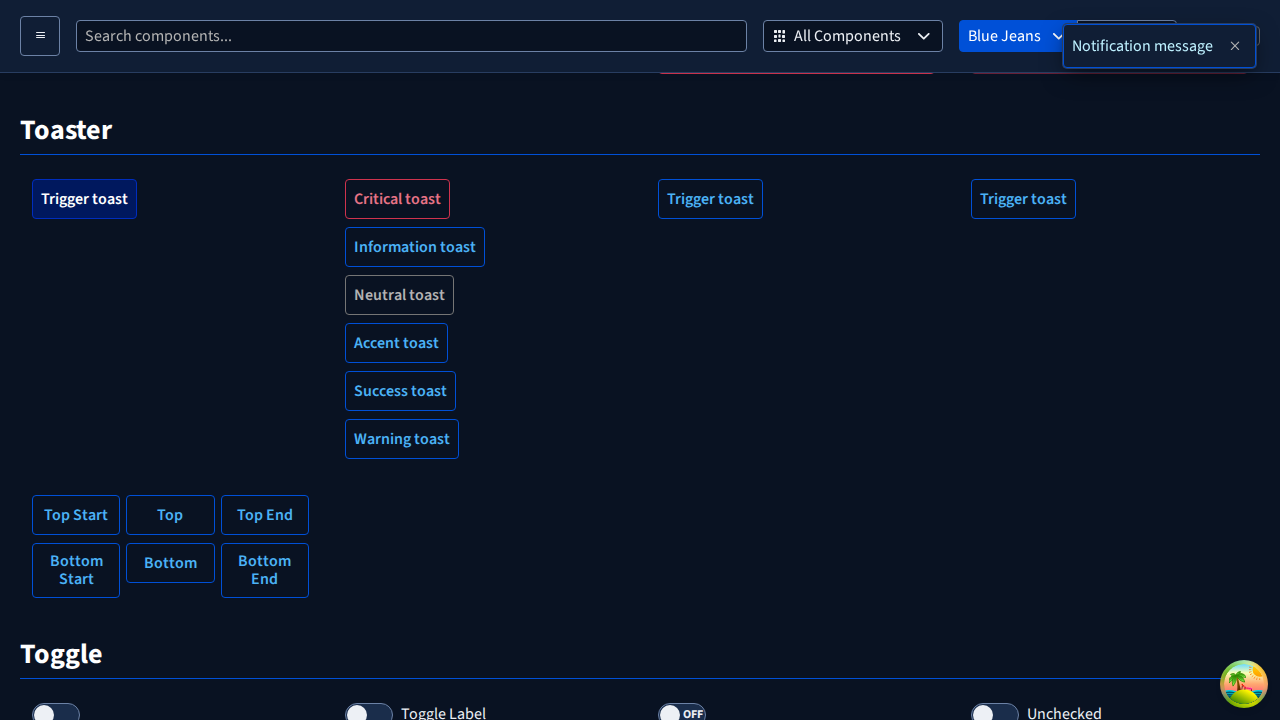 Search components...
All Components
Blue Jeans
Notification message
Toaster
Trigger toast
Critical toast
Trigger toast
Trigger toast
Information toast
Neutral toast
Accent toast
Success toast
Warning toast
Top Start
Top
Top End
Bottom Start
Bottom
Bottom End
Toggle
Toggle Label
OFF
Unchecked